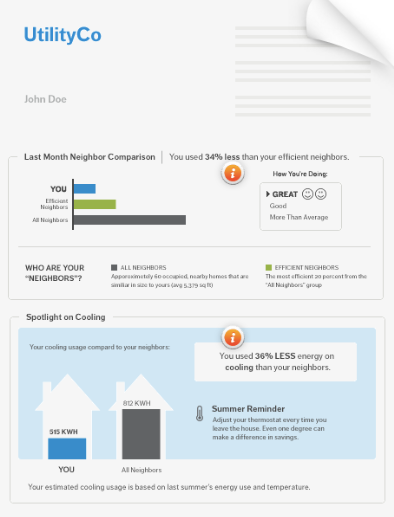 UtilityCo
John Doe
Last Month Neighbor Comparison | You used 34% less than your efficient neighbors.
How You're Doing:
YOU
Efficient
Neighbors
All Neighbors
GREAT
Good
More Than Average
WHO ARE YOUR
"NEIGHBORS"?
ALL NEIGHBORS
Approximately 60 occupied, nearby homes that are
similar in size to yours (avg 5,379 sq ft)
EFFICIENT NEIGHBORS
The most efficient 20 percent from the
"All Neighbors" group
Spotlight on Cooling
Your cooling usage compard to your neighbors:
You used 36% LESS energy on
cooling than your neighbors.
812 KWH
515 KWH
YOU
All Neighbors
Summer Reminder
Adjust your thermostat every time you
leave the house. Even one degree can
make a difference in savings.
Your estimated cooling usage is based on last summer's energy use and temperature.